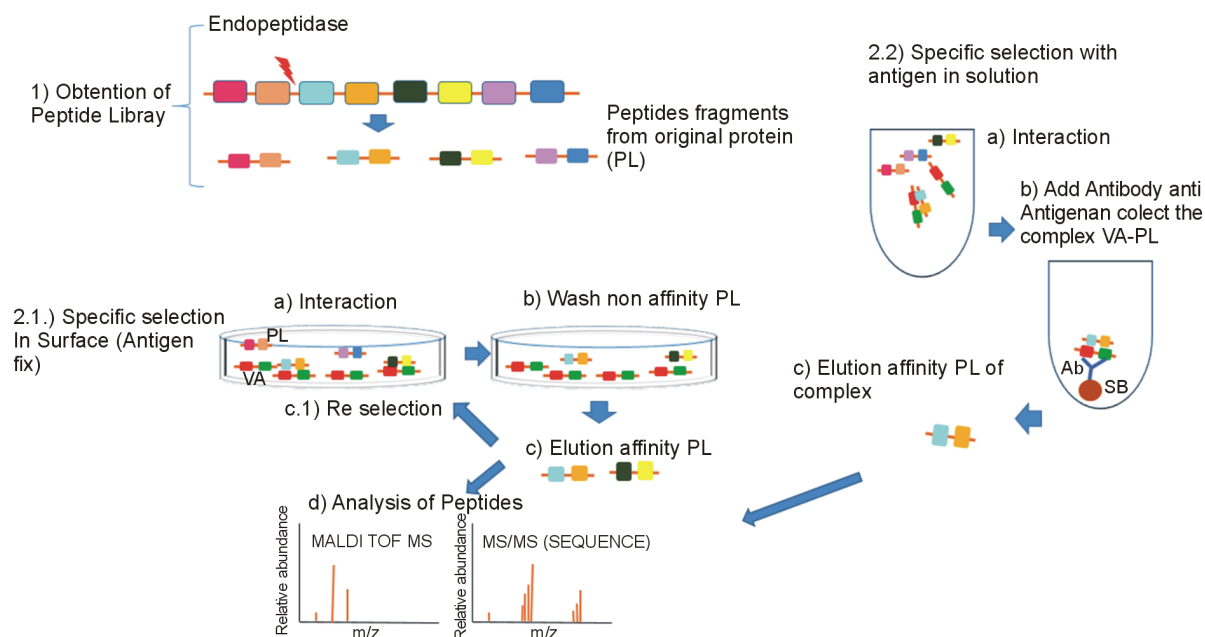 Endopeptidase
1) Obtention of
Peptide Libray
Peptides fragments
from original protein
(PL)
2.2) Specific selection with
antigen in solution
a) Interaction
b) Add Antibody anti
Antigenan colect the
complex VA-PL
Ab
SB
c) Elution affinity PL of
complex
2.1.) Specific selection
In Surface (Antigen
fix)
a) Interaction
PL
VA
b) Wash non affinity PL
c.1) Re selection
c) Elution affinity PL
d) Analysis of Peptides
Relative abundance
MALDI TOF MS
m/z
Relative abundance
MS/MS (SEQUENCE)
m/z